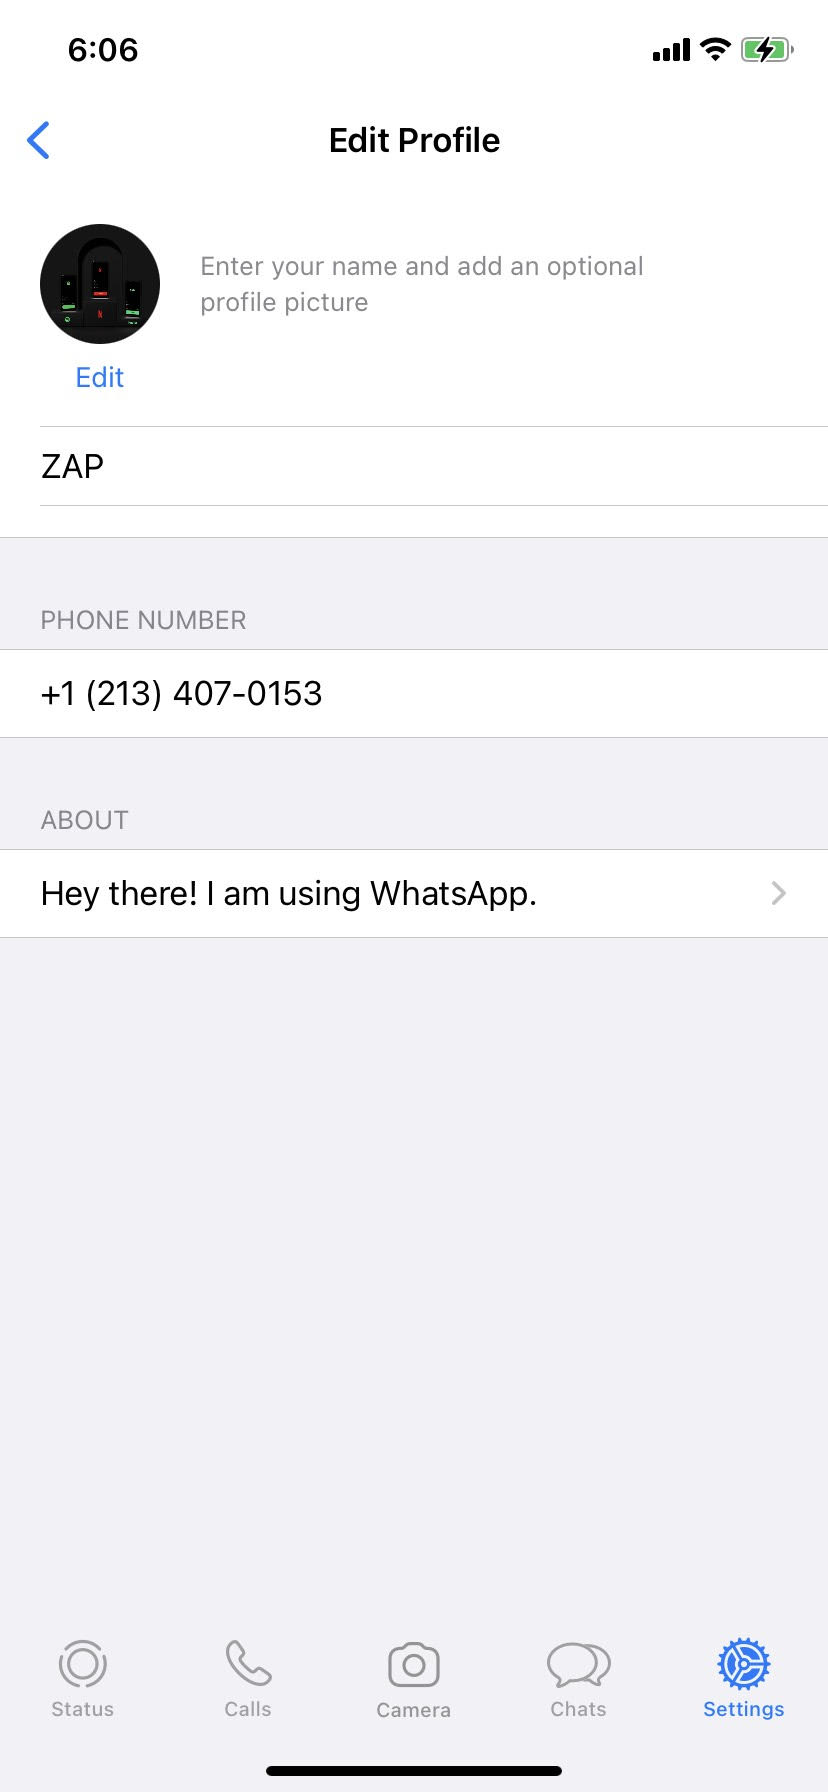 6:06
Edit Profile
Enter your name and add an optional
profile picture
Edit
ZAP
PHONE NUMBER
+1 (213) 407-0153
ABOUT
Hey there! I am using WhatsApp.
Status
Calls
Camera
Chats
Settings